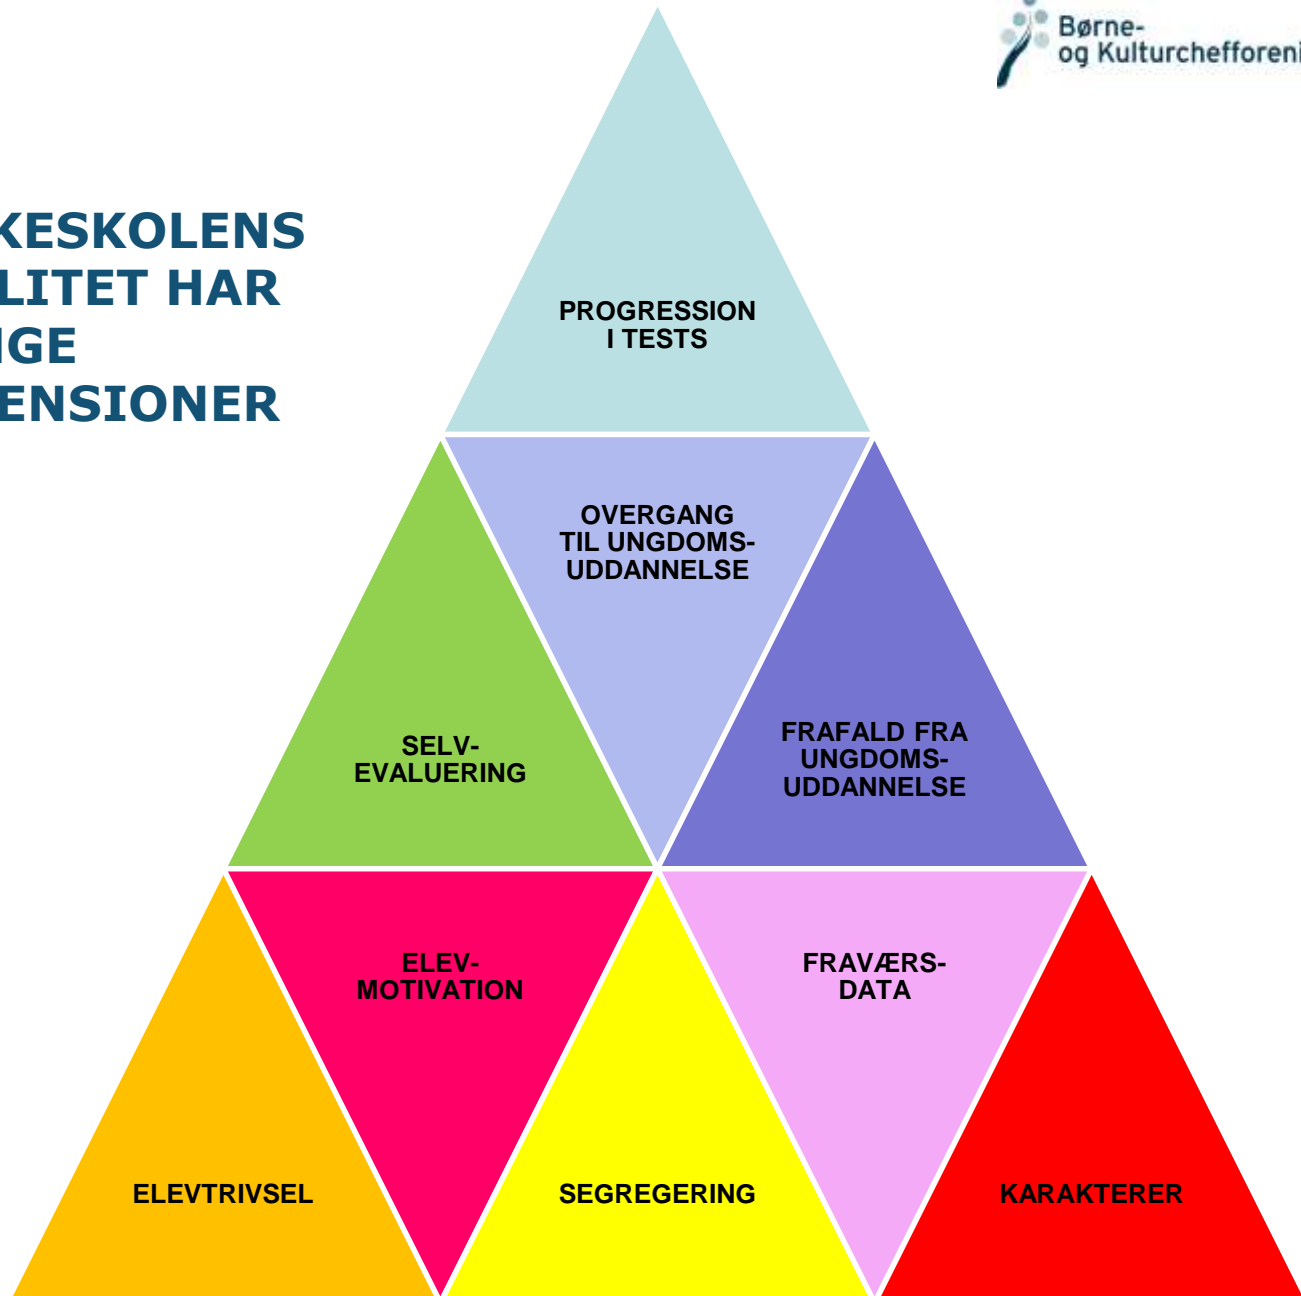 Børne-
og Kulturchefforeni
KESKOLENS
LITET HAR
NGE
ENSIONER
PROGRESSION
I TESTS
OVERGANG
TIL UNGDOMS-
UDDANNELSE
SELV-
EVALUERING
FRAFALD FRA
UNGDOMS-
UDDANNELSE
ELEV-
MOTIVATION
FRAVÆRS-
DATA
ELEVTRIVSEL
SEGREGERING
KARAKTERER